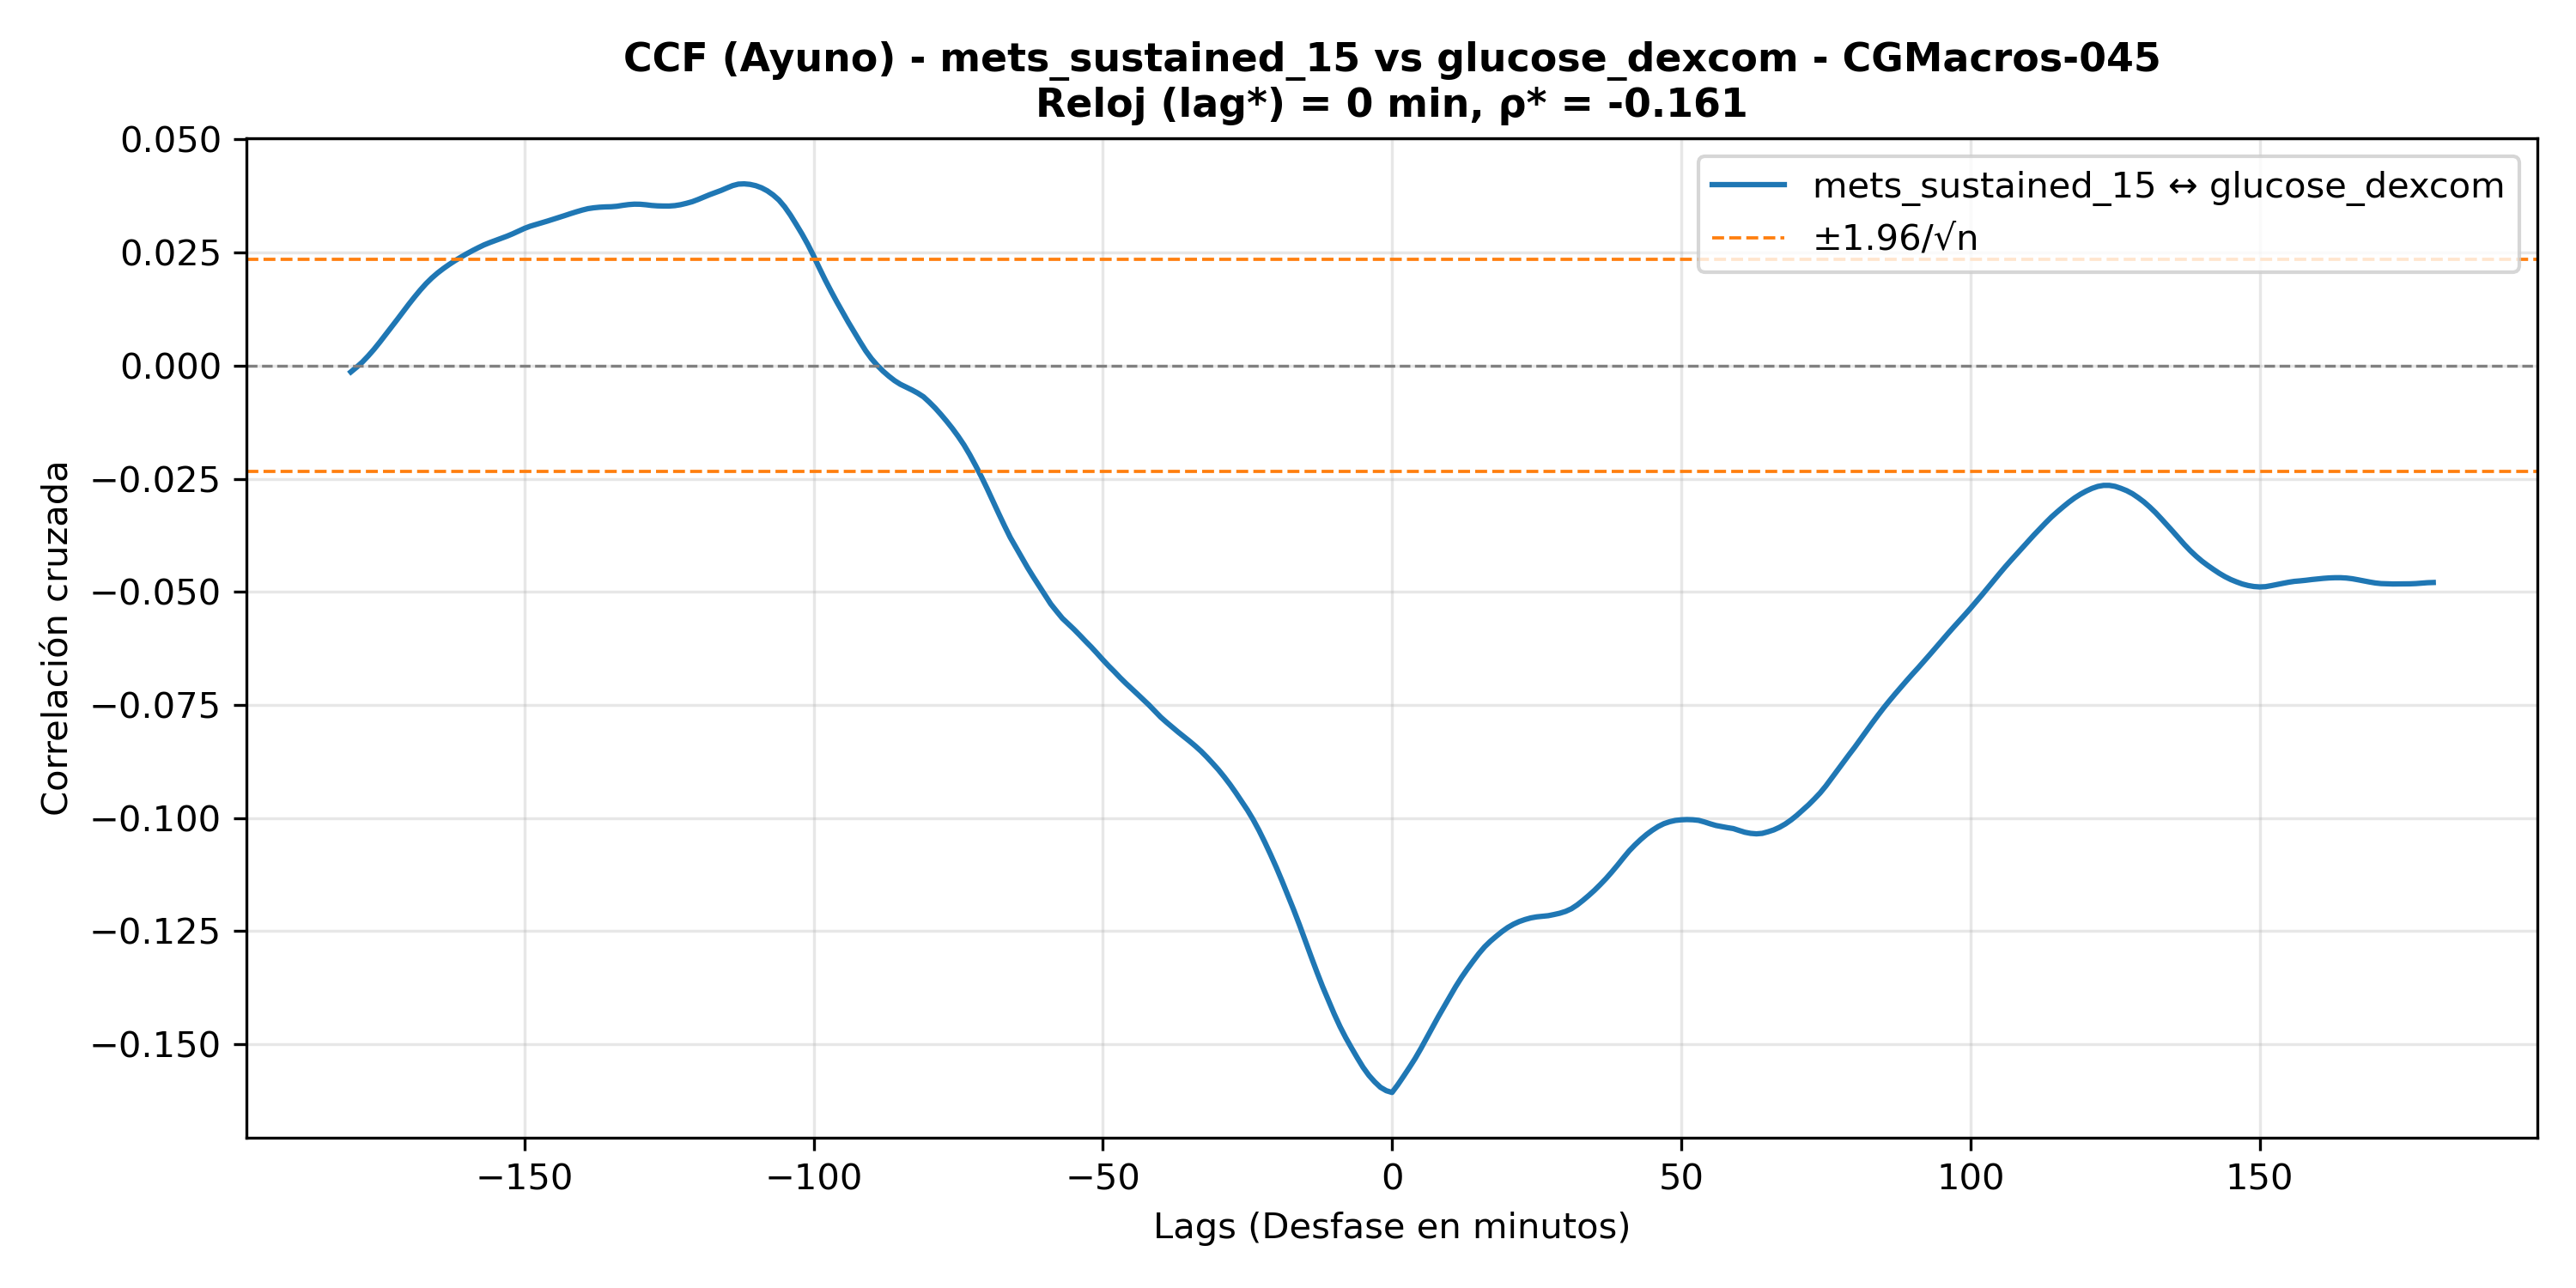 CCF (Ayuno) - mets_sustained_15 vs glucose_dexcom - CGMacros-045
Reloj (lag*) = 0 min, ρ* = -0.161
mets_sustained_15 ↔ glucose_dexcom
±1.96/√n
0.050
0.025
0.000
−0.025
−0.050
−0.075
−0.100
−0.125
−0.150
Correlación cruzada
−150
−100
−50
0
50
100
150
Lags (Desfase en minutos)